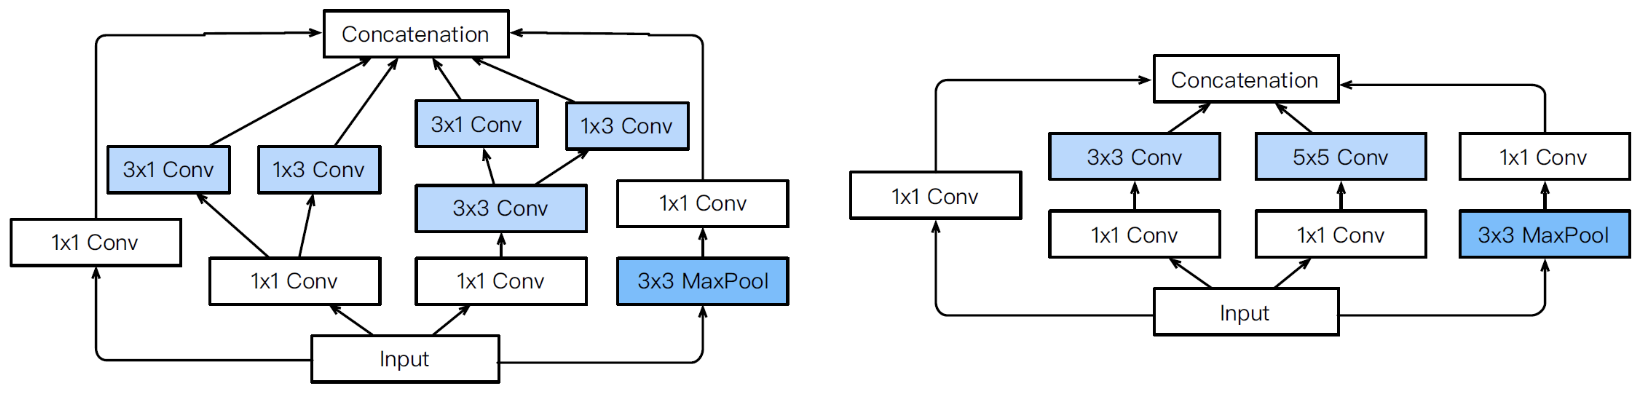 Concatenation
3x1 Conv
1x3 Conv
3x1 Conv
1x3 Conv
3x3 Conv
1x1 Conv
1x1 Conv
1x1 Conv
1x1 Conv
3x3 MaxPool
Input
Concatenation
3x3 Conv
5x5 Conv
1x1 Conv
1x1 Conv
1x1 Conv
1x1 Conv
3x3 MaxPool
Input